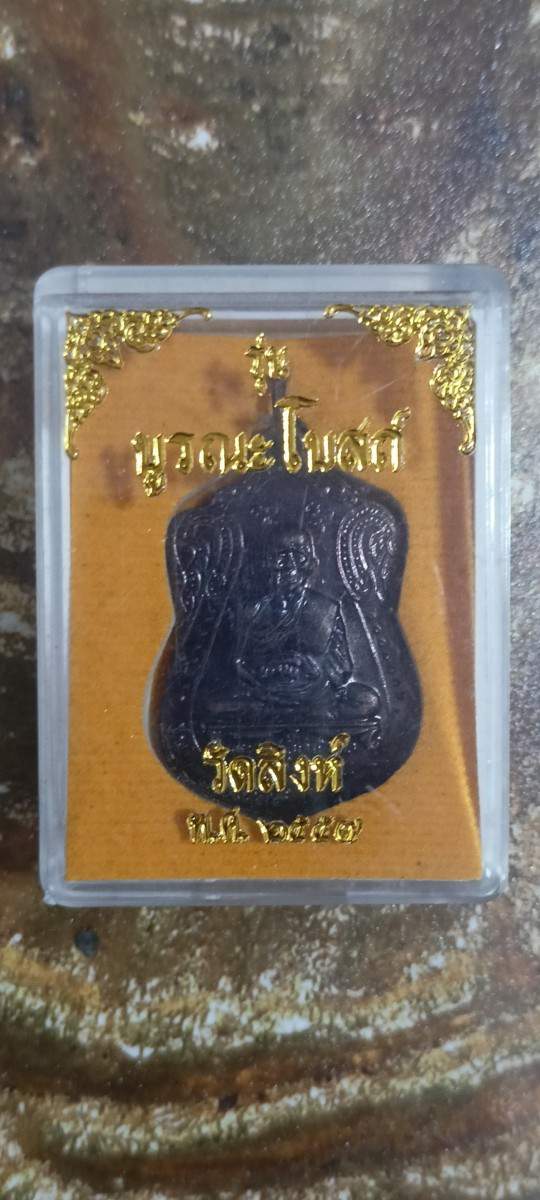 รุ่น
บูรณะโบสถ์
วัดสิงห์
พ.ศ. ๒๕๕๗